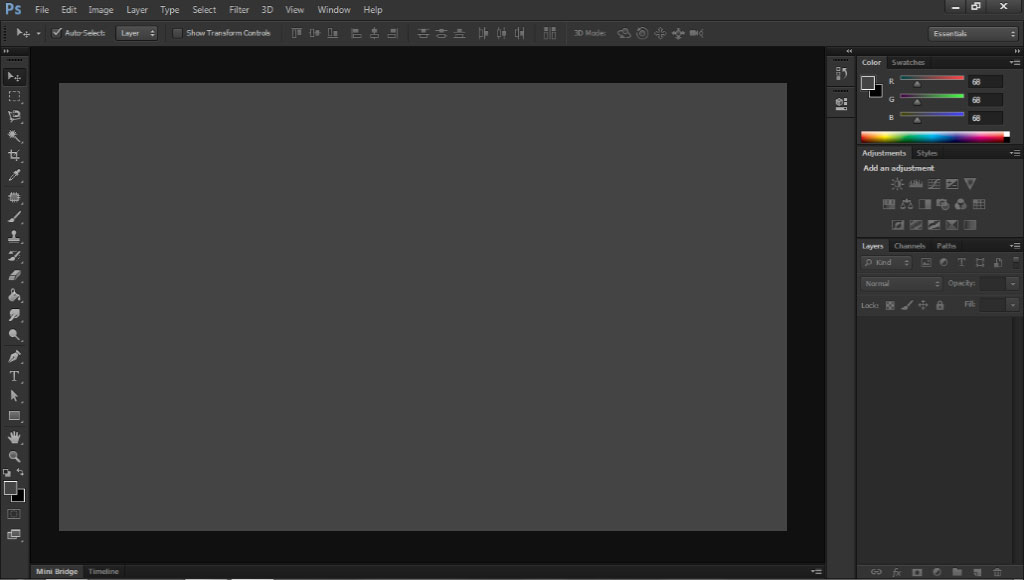 Ps File Edit Image Layer Type Select Filter 3D View Window Help
Auto-Select: Layer Show Transform Controls 3D Mode: Essentials
Color Swatches
R 68
G 68
B 68
Adjustments Styles
Add an adjustment
Layers Channels Paths
Kind T
Normal Opacity:
Lock: Fill:
T
fx
Mini Bridge Timeline